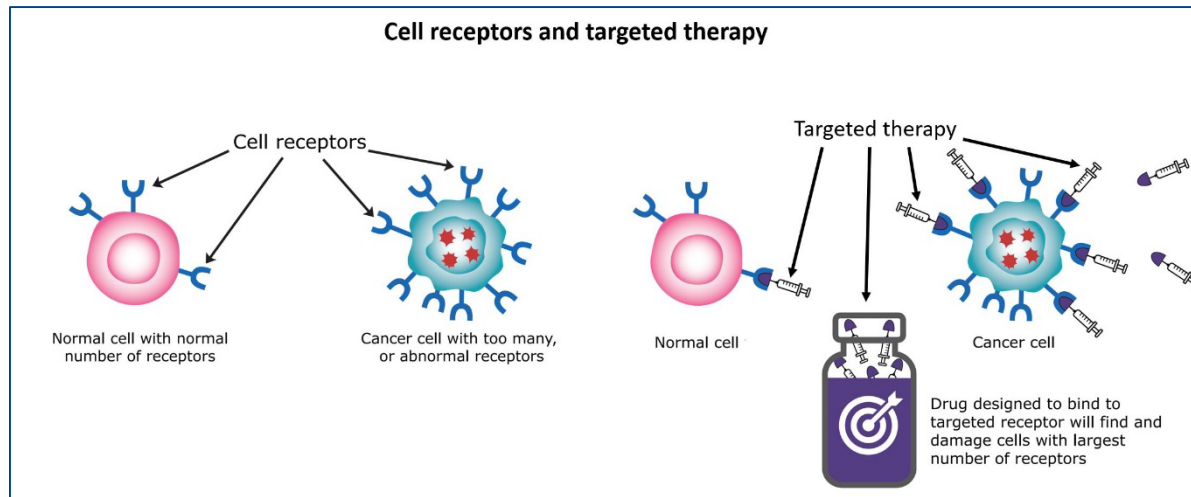 Cell receptors and targeted therapy
Cell receptors
Normal cell with normal
number of receptors
Cancer cell with too many,
or abnormal receptors
Targeted therapy
Normal cell
Cancer cell
Drug designed to bind to
targeted receptor will find and
damage cells with largest
number of receptors